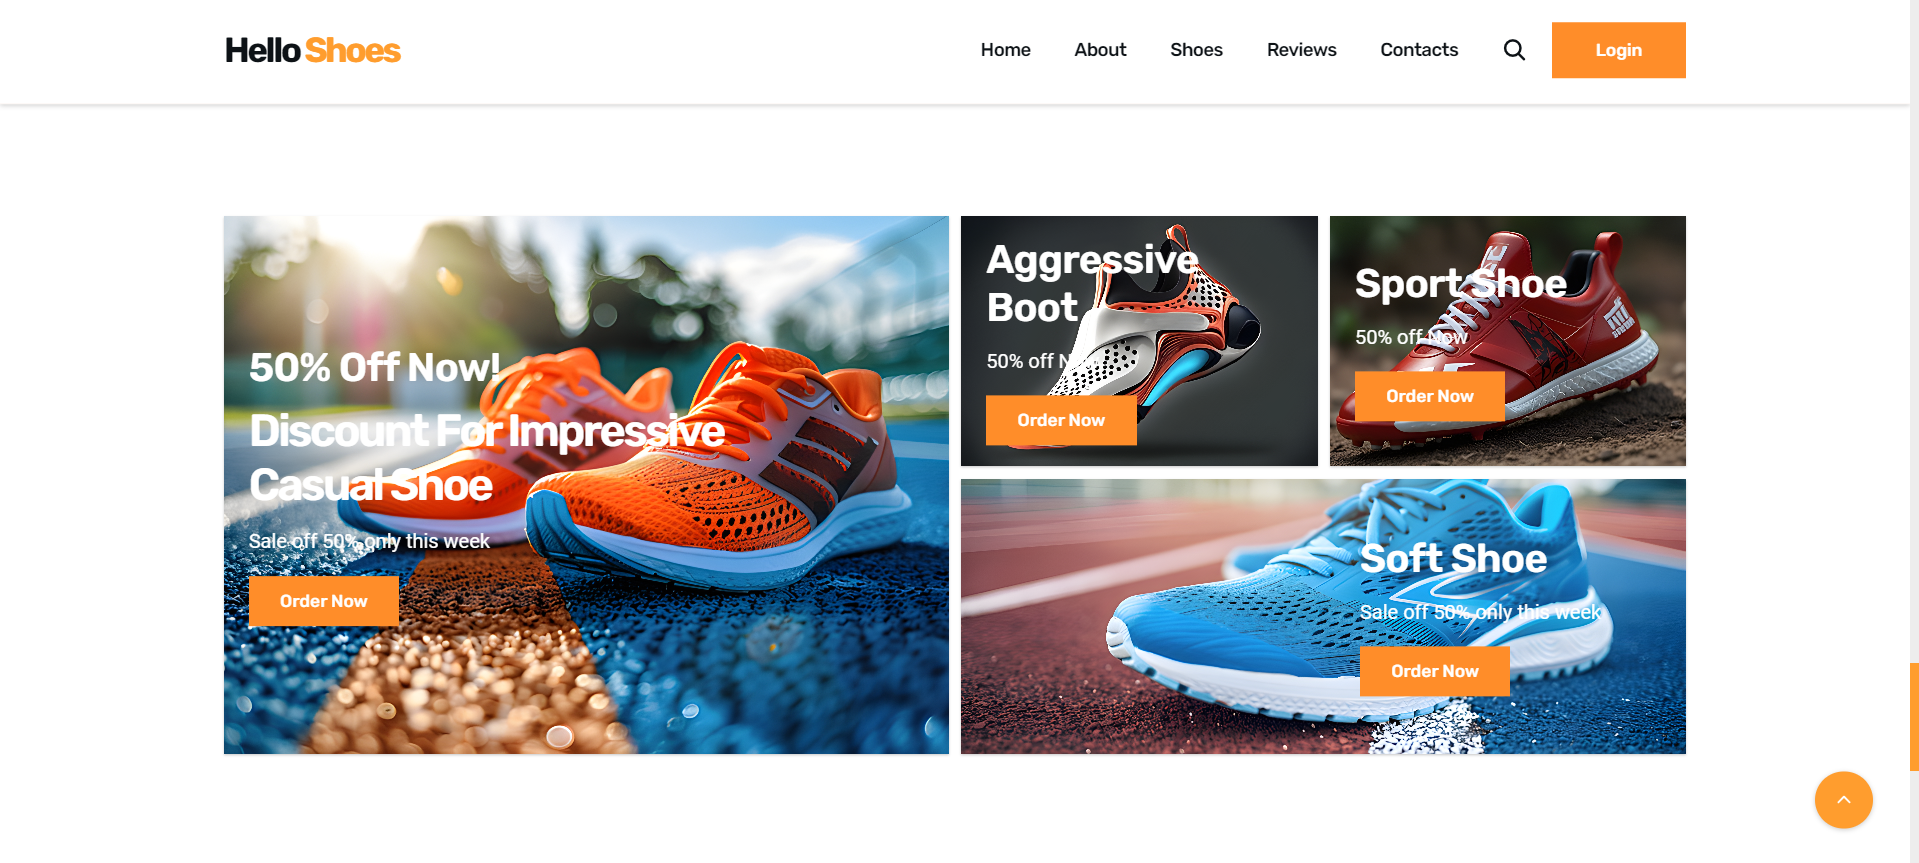 Hello Shoes
Home About Shoes Reviews Contacts Login
50% Off Now!
Discount For Impressive
Casual Shoe
Sale off 50% only this week
Order Now
Aggressive
Boot
50% off Now
Order Now
Sport Shoe
50% off Now
Order Now
Soft Shoe
Sale off 50% only this week
Order Now